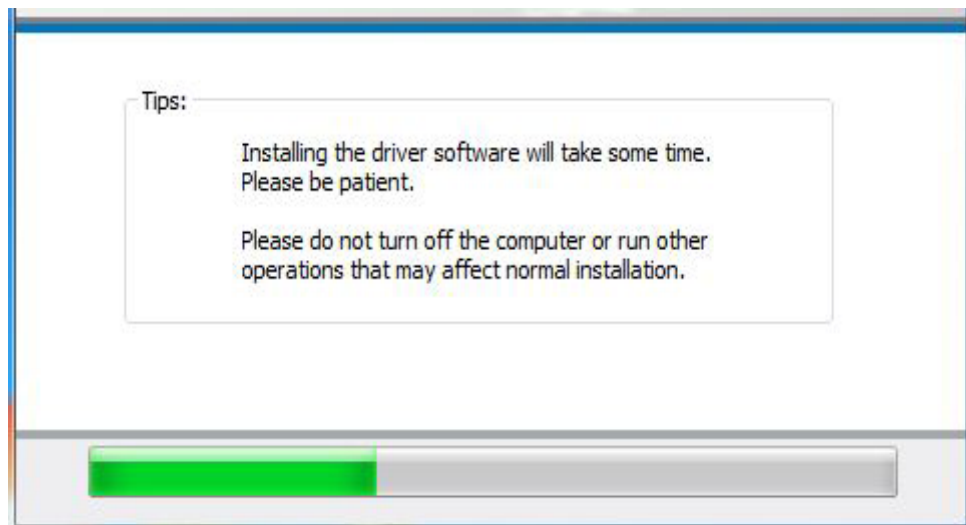 Tips:
Installing the driver software will take some time.
Please be patient.
Please do not turn off the computer or run other
operations that may affect normal installation.